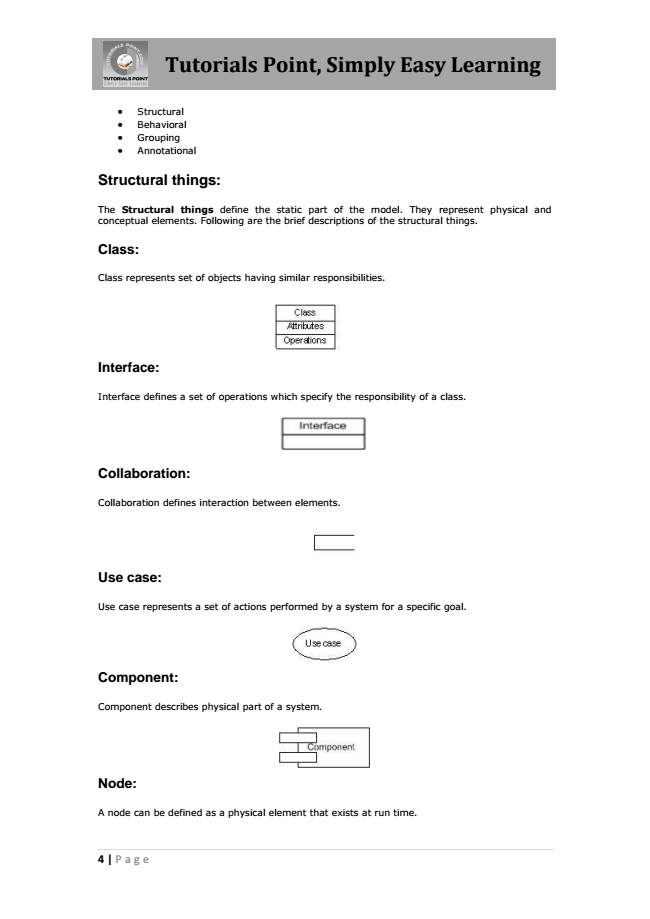 TUTORIALS POINT
Tutorials Point, Simply Easy Learning
• Structural
• Behavioral
• Grouping
• Annotational
Structural things:
The Structural things define the static part of the model. They represent physical and
conceptual elements. Following are the brief descriptions of the structural things.
Class:
Class represents set of objects having similar responsibilities.
Class
Attributes
Operations
Interface:
Interface defines a set of operations which specify the responsibility of a class.
Interface
Collaboration:
Collaboration defines interaction between elements.
Use case:
Use case represents a set of actions performed by a system for a specific goal.
Use case
Component:
Component describes physical part of a system.
Component
Node:
A node can be defined as a physical element that exists at run time.
4 | Page